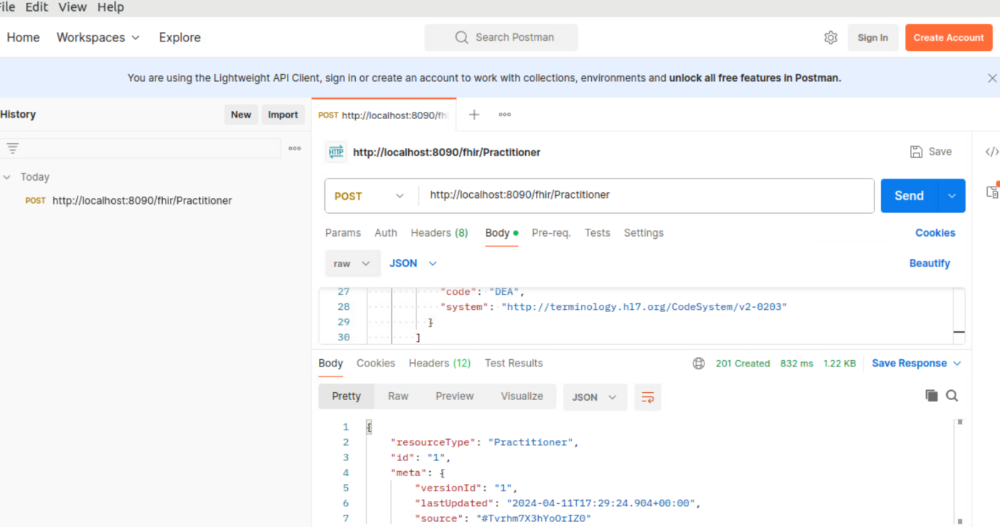 File Edit View Help
Home Workspaces Explore Search Postman Sign In Create Account
You are using the Lightweight API Client, sign in or create an account to work with collections, environments and unlock all free features in Postman.
History New Import
POST http://localhost:8090/fh
HTTP http://localhost:8090/fhir/Practitioner Save </>
Today
POST http://localhost:8090/fhir/Practitioner
POST http://localhost:8090/fhir/Practitioner Send
Params Auth Headers (8) Body Pre-req. Tests Settings Cookies
raw JSON Beautify
27 "code": "DEA",
28 "system": "http://terminology.hl7.org/CodeSystem/v2-0203"
29 }
30 ]
Body Cookies Headers (12) Test Results 201 Created 832 ms 1.22 KB Save Response
Pretty Raw Preview Visualize JSON
1 {
2 "resourceType": "Practitioner",
3 "id": "1",
4 "meta": {
5 "versionId": "1",
6 "lastUpdated": "2024-04-11T17:29:24.904+00:00",
7 "source": "#Tvrhm7X3hYoOrIZ0"